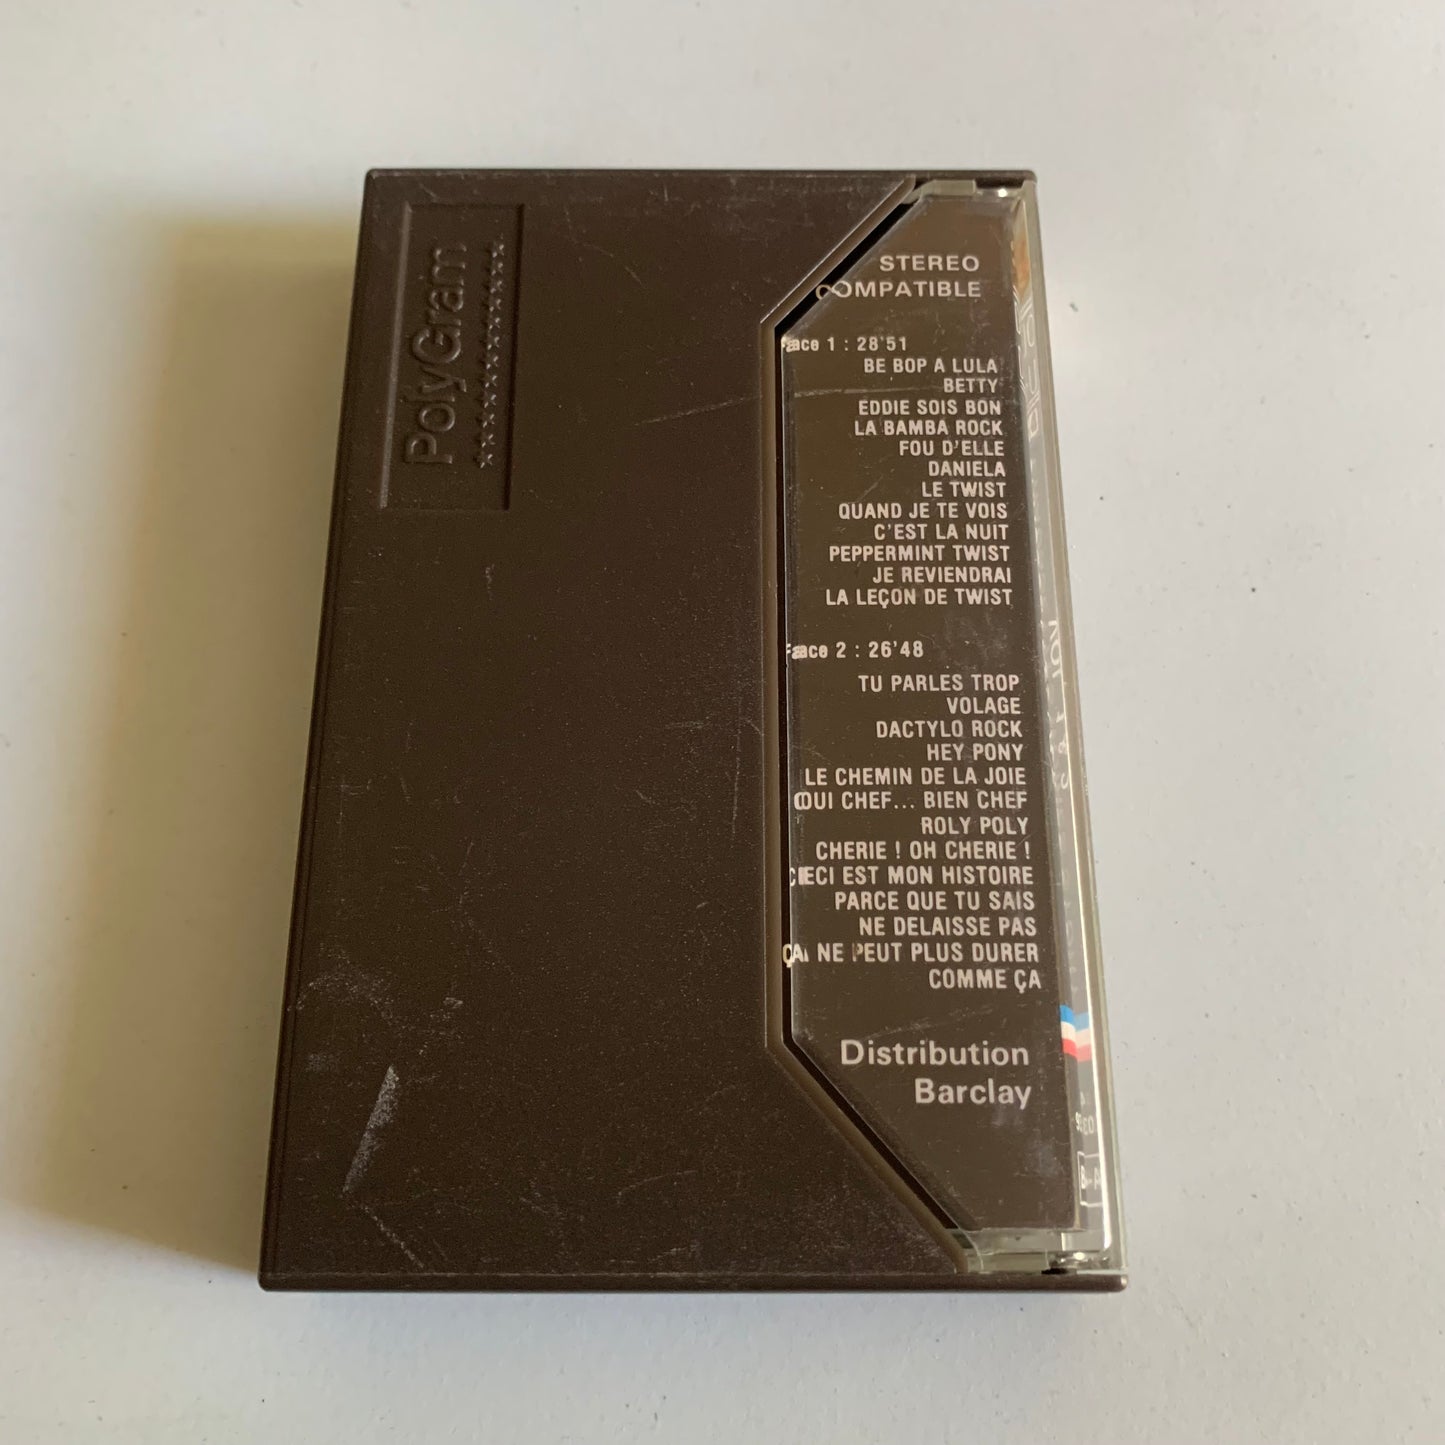 PolyGram
STEREO
COMPATIBLE
Face 1 : 28'51
BE BOP A LULA
BETTY
EDDIE SOIS BON
LA BAMBA ROCK
FOU D'ELLE
DANIELA
LE TWIST
QUAND JE TE VOIS
C'EST LA NUIT
PEPPERMINT TWIST
JE REVIENDRAI
LA LEÇON DE TWIST
Face 2 : 26'48
TU PARLES TROP
VOLAGE
DACTYLO ROCK
HEY PONY
LE CHEMIN DE LA JOIE
OUI CHEF... BIEN CHEF
ROLY POLY
CHERIE ! OH CHERIE !
CECI EST MON HISTOIRE
PARCE QUE TU SAIS
NE DELAISSE PAS
ÇA NE PEUT PLUS DURER
COMME ÇA
Distribution
Barclay